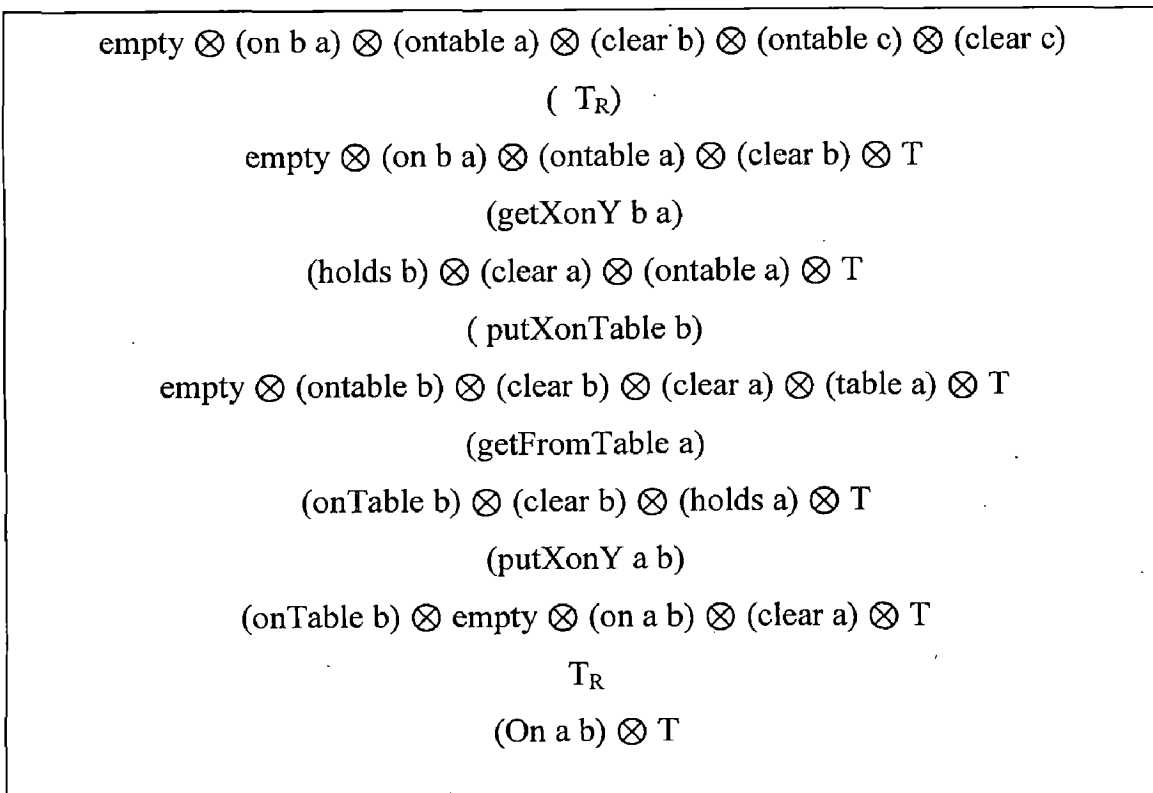 empty ⊗ (on b a) ⊗ (ontable a) ⊗ (clear b) ⊗ (ontable c) ⊗ (clear c)
( T_R)
empty ⊗ (on b a) ⊗ (ontable a) ⊗ (clear b) ⊗ T
(getXonY b a)
(holds b) ⊗ (clear a) ⊗ (ontable a) ⊗ T
( putXonTable b)
empty ⊗ (ontable b) ⊗ (clear b) ⊗ (clear a) ⊗ (table a) ⊗ T
(getFromTable a)
(onTable b) ⊗ (clear b) ⊗ (holds a) ⊗ T
(putXonY a b)
(onTable b) ⊗ empty ⊗ (on a b) ⊗ (clear a) ⊗ T
T_R
(On a b) ⊗ T